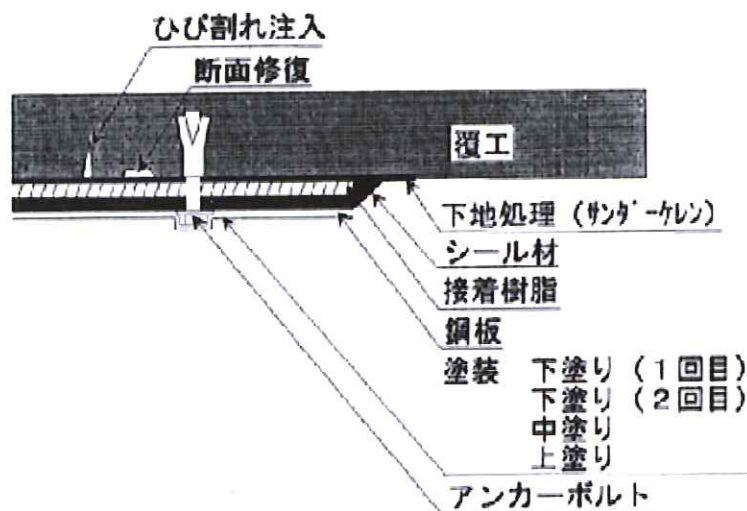 ひび割れ注入
断面修復
覆工
下地処理（サンダーケレン）
シール材
接着樹脂
鋼板
塗装　下塗り（１回目）
下塗り（２回目）
中塗り
上塗り
アンカーボルト